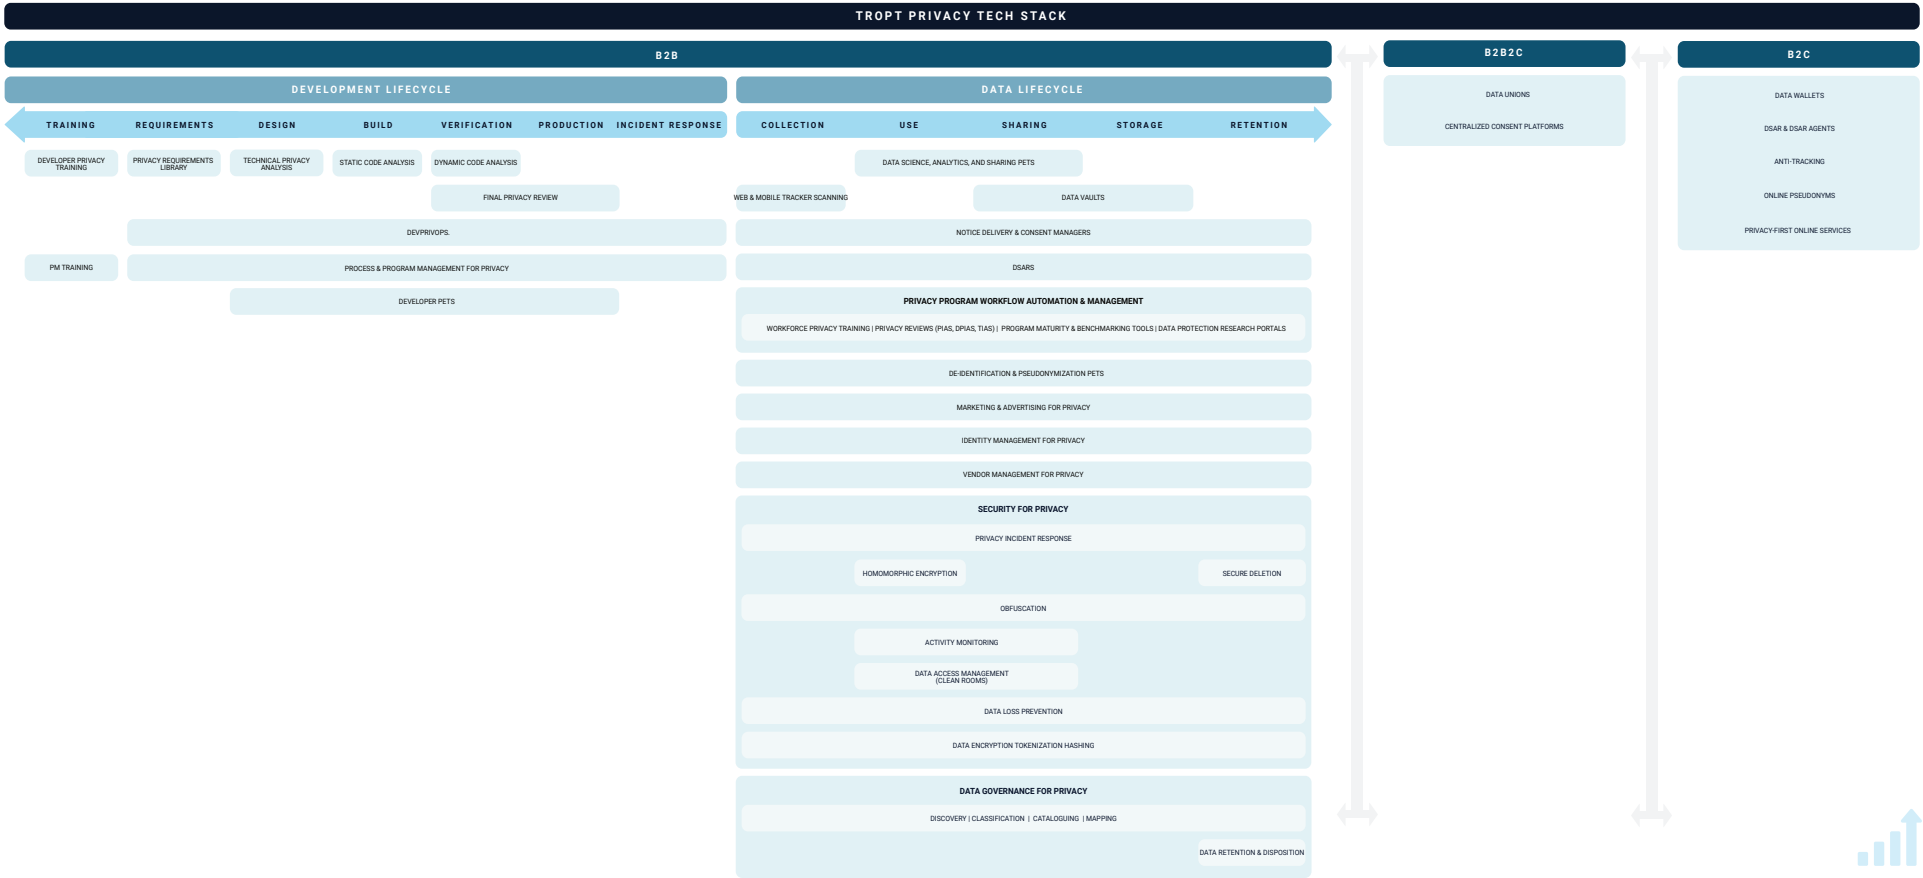 TROPT PRIVACY TECH STACK
B2B
B2B2C
B2C
DEVELOPMENT LIFECYCLE
DATA LIFECYCLE
TRAINING
REQUIREMENTS
DESIGN
BUILD
VERIFICATION
PRODUCTION
INCIDENT RESPONSE
COLLECTION
USE
SHARING
STORAGE
RETENTION
DEVELOPER PRIVACY
TRAINING
PRIVACY REQUIREMENTS
LIBRARY
TECHNICAL PRIVACY
ANALYSIS
STATIC CODE ANALYSIS
DYNAMIC CODE ANALYSIS
FINAL PRIVACY REVIEW
DEVPRIVOPS.
PM TRAINING
PROCESS & PROGRAM MANAGEMENT FOR PRIVACY
DEVELOPER PETS
DATA SCIENCE, ANALYTICS, AND SHARING PETS
WEB & MOBILE TRACKER SCANNING
DATA VAULTS
NOTICE DELIVERY & CONSENT MANAGERS
DSARS
PRIVACY PROGRAM WORKFLOW AUTOMATION & MANAGEMENT
WORKFORCE PRIVACY TRAINING | PRIVACY REVIEWS (PIAS, DPIAS, TIAS) | PROGRAM MATURITY & BENCHMARKING TOOLS | DATA PROTECTION RESEARCH PORTALS
DE-IDENTIFICATION & PSEUDONYMIZATION PETS
MARKETING & ADVERTISING FOR PRIVACY
IDENTITY MANAGEMENT FOR PRIVACY
VENDOR MANAGEMENT FOR PRIVACY
SECURITY FOR PRIVACY
PRIVACY INCIDENT RESPONSE
HOMOMORPHIC ENCRYPTION
SECURE DELETION
OBFUSCATION
ACTIVITY MONITORING
DATA ACCESS MANAGEMENT
(CLEAN ROOMS)
DATA LOSS PREVENTION
DATA ENCRYPTION TOKENIZATION HASHING
DATA GOVERNANCE FOR PRIVACY
DISCOVERY | CLASSIFICATION | CATALOGUING | MAPPING
DATA RETENTION & DISPOSITION
DATA UNIONS
CENTRALIZED CONSENT PLATFORMS
DATA WALLETS
DSAR & DSAR AGENTS
ANTI-TRACKING
ONLINE PSEUDONYMS
PRIVACY-FIRST ONLINE SERVICES